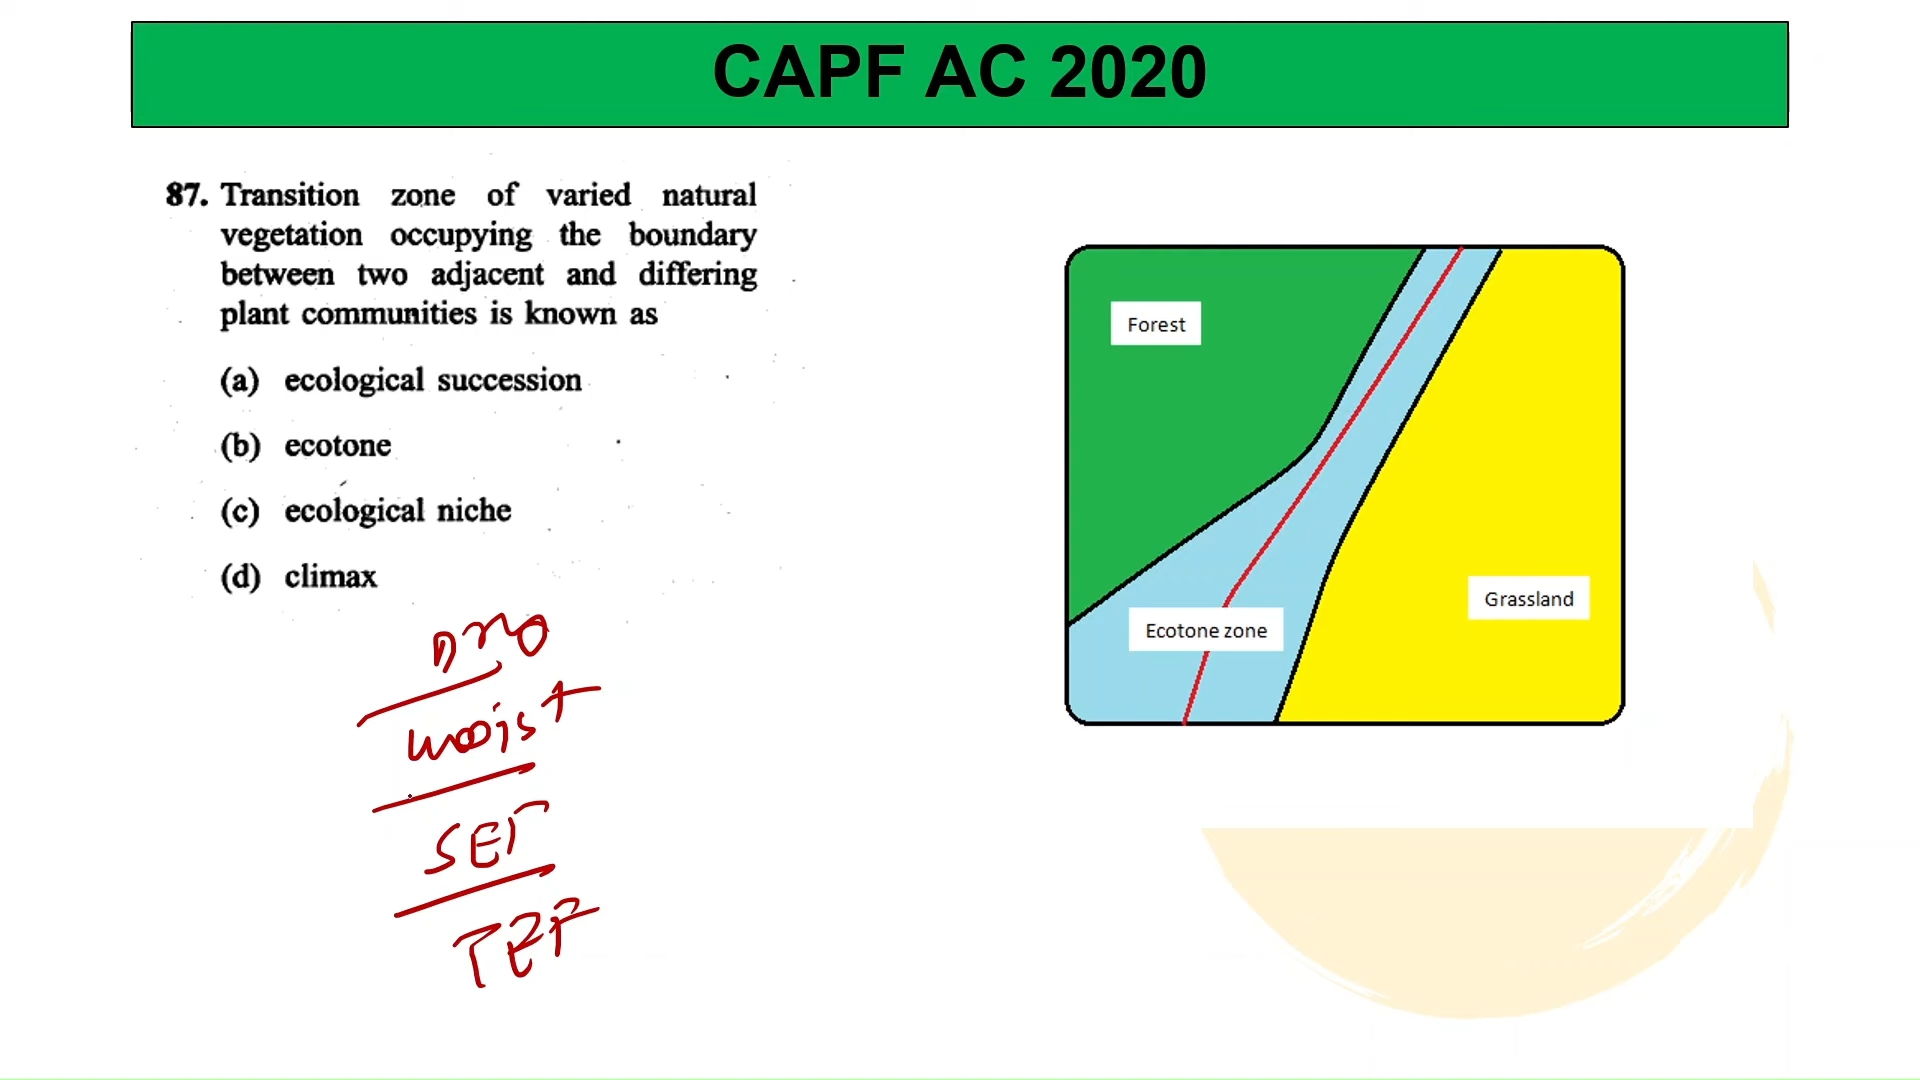 CAPF AC 2020
87. Transition zone of varied natural
vegetation occupying the boundary
between two adjacent and differing
plant communities is known as
(a) ecological succession
(b) ecotone
(c) ecological niche
(d) climax
moist
SEF
Forest
Grassland
Ecotone zone